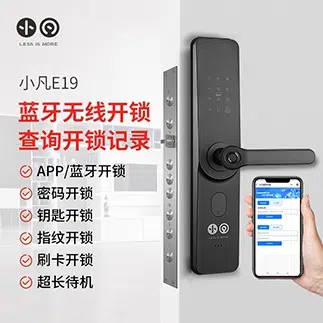 小凡
LESS IS MORE
小凡E19
蓝牙无线开锁
查询开锁记录
APP/蓝牙开锁
密码开锁
钥匙开锁
指纹开锁
刷卡开锁
超长待机